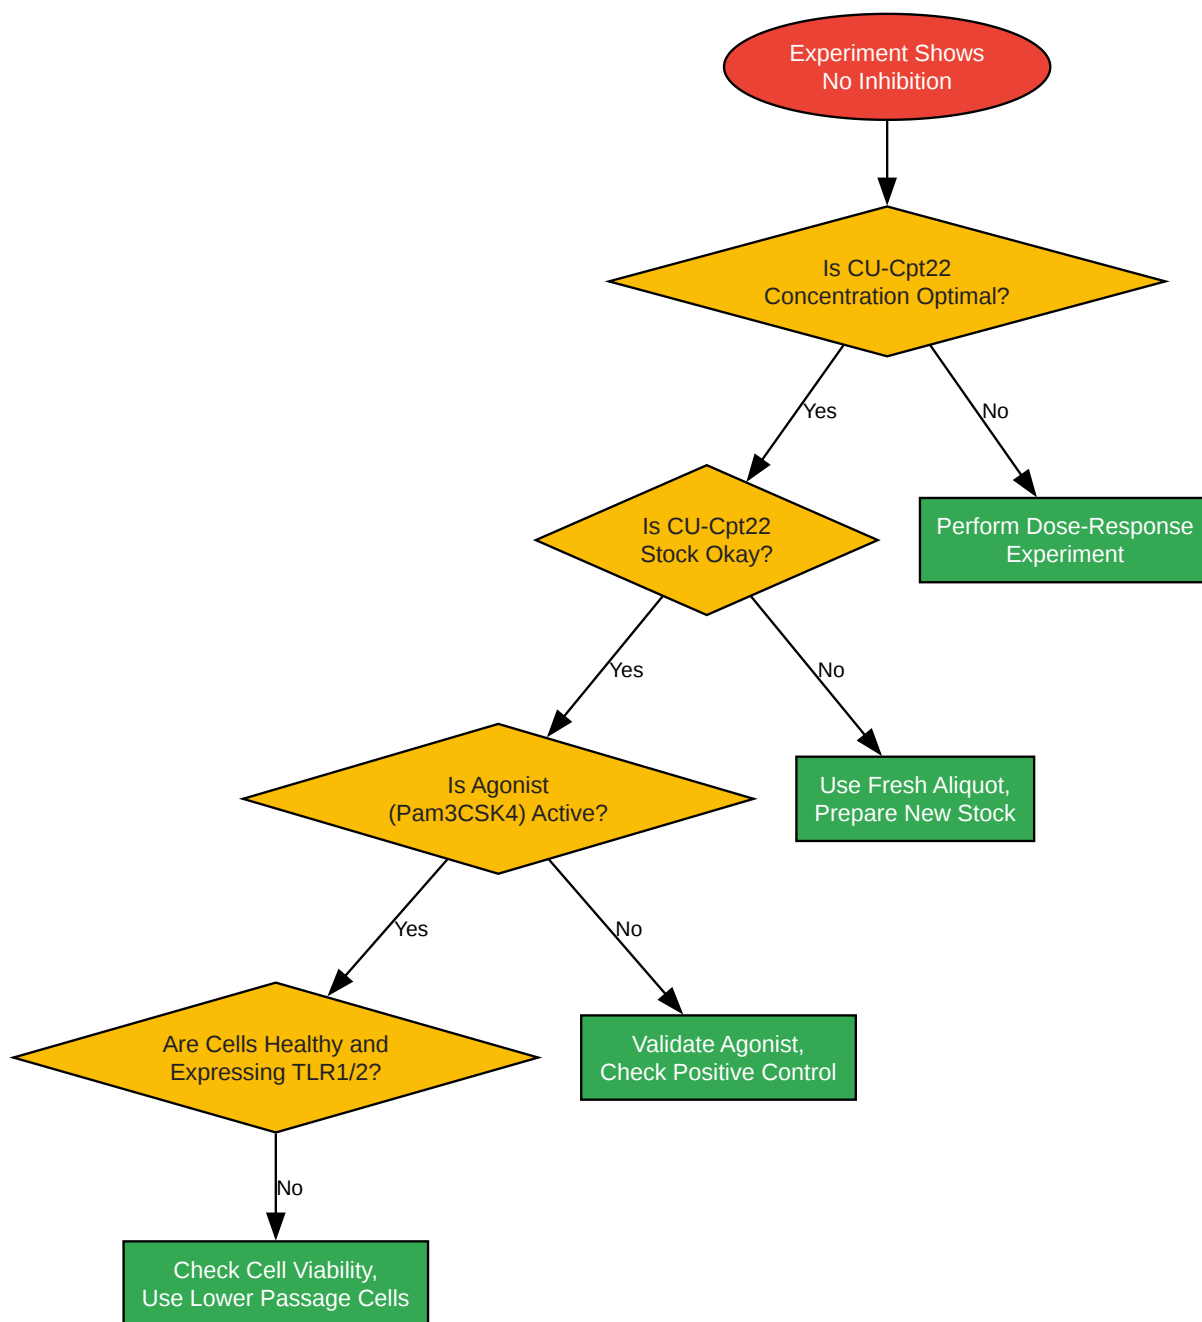 Experiment Shows
No Inhibition
Is CU-Cpt22
Concentration Optimal?
Yes
No
Is CU-Cpt22
Stock Okay?
Perform Dose-Response
Experiment
Yes
No
Is Agonist
(Pam3CSK4) Active?
Use Fresh Aliquot,
Prepare New Stock
Yes
No
Are Cells Healthy and
Expressing TLR1/2?
Validate Agonist,
Check Positive Control
No
Check Cell Viability,
Use Lower Passage Cells